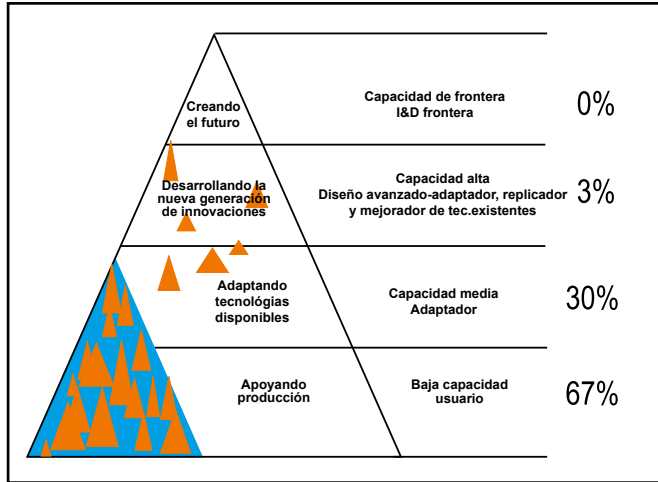 Creando
el futuro
Capacidad de frontera
I&D frontera
0%
Desarrollando la
nueva generación
de innovaciones
Capacidad alta
Diseño avanzado-adaptador, replicador
y mejorador de tec.existentes
3%
Adaptando
tecnológias
disponibles
Capacidad media
Adaptador
30%
Apoyando
producción
Baja capacidad
usuario
67%